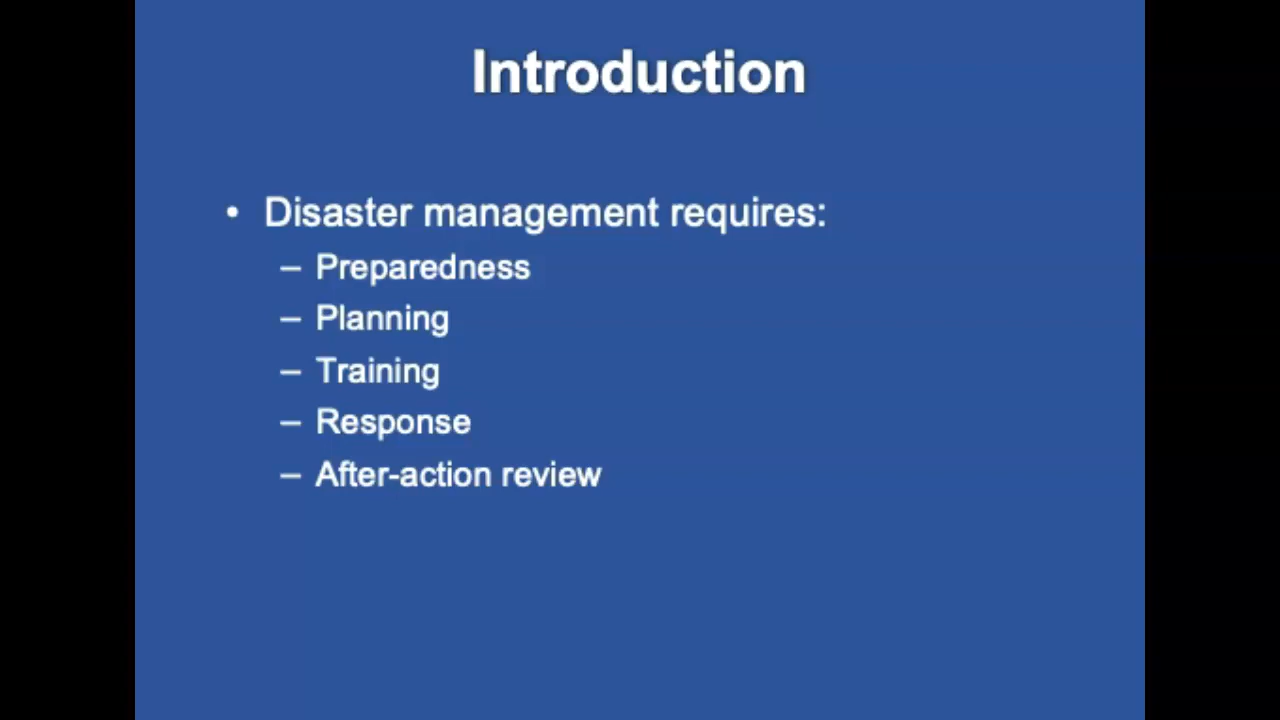 Introduction
• Disaster management requires:
– Preparedness
– Planning
– Training
– Response
– After-action review